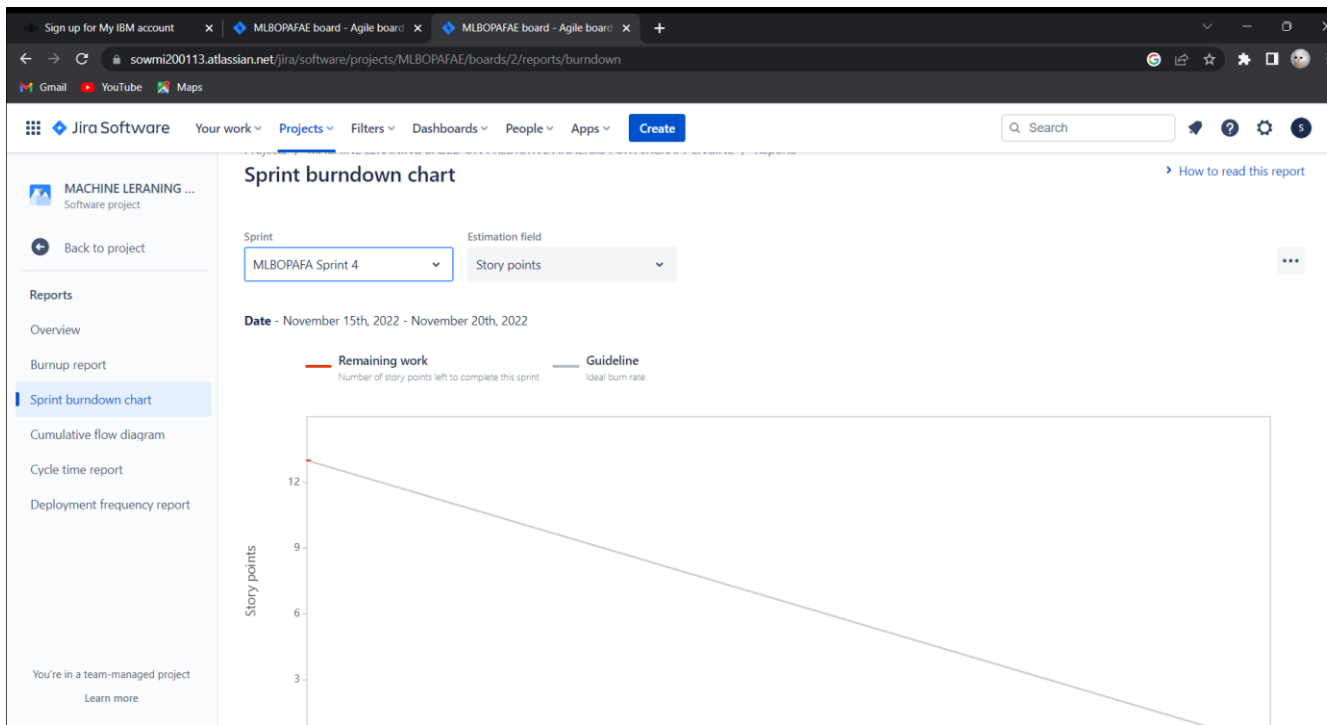 Sign up for My IBM account
MLBOPAFAE board - Agile board
MLBOPAFAE board - Agile board
sowmi200113.atlassian.net/jira/software/projects/MLBOPAFAE/boards/2/reports/burndown
Gmail YouTube Maps
Jira Software Your work Projects Filters Dashboards People Apps Create Search S
MACHINE LERANING ...
Software project
Back to project
Reports
Overview
Burnup report
Sprint burndown chart
Cumulative flow diagram
Cycle time report
Deployment frequency report
You're in a team-managed project
Learn more
Sprint burndown chart
How to read this report
Sprint
MLBOPAFA Sprint 4
Estimation field
Story points
Date - November 15th, 2022 - November 20th, 2022
Remaining work
Number of story points left to complete this sprint
Guideline
Ideal burn rate
Story points
12
9
6
3